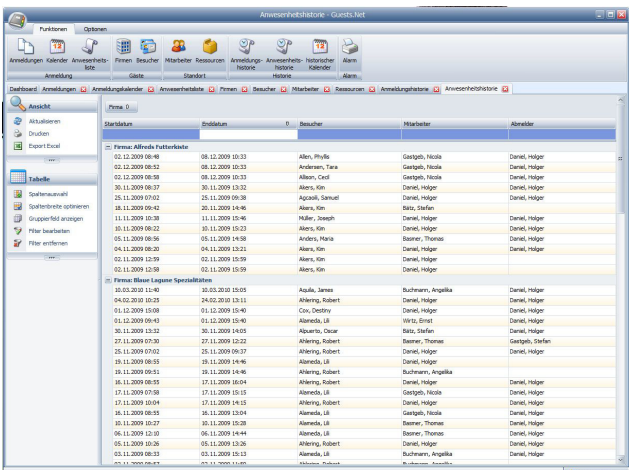 Anwesenheitshistorie - Guests.Net
Funktionen Optionen
Anmeldungen Kalender Anwesenheits-liste Firmen Besucher Mitarbeiter Ressourcen Anmeldungs-historie Anwesenheits-historie historischer Kalender Alarm
Anmeldung Gäste Standort Historie Alarm
Dashboard Anmeldungen Anmeldungskalender Anwesenheitsliste Firmen Besucher Mitarbeiter Ressourcen Anmeldungshistorie Anwesenheitshistorie
Ansicht
Aktualisieren
Drucken
Export Excel
Tabelle
Spaltenauswahl
Spaltenbreite optimieren
Gruppierfeld anzeigen
Filter bearbeiten
Filter entfernen
Firma
Startdatum Enddatum Besucher Mitarbeiter Abmelder
Firma: Alfreds Futterkiste
02.12.2009 08:48 08.12.2009 10:33 Allen, Phyllis Gastgeb, Nicola Daniel, Holger
02.12.2009 08:52 08.12.2009 10:33 Andersen, Tara Gastgeb, Nicola Daniel, Holger
02.12.2009 08:58 08.12.2009 10:33 Allison, Cecil Gastgeb, Nicola Daniel, Holger
30.11.2009 08:37 30.11.2009 13:32 Akers, Kim Daniel, Holger Daniel, Holger
25.11.2009 07:02 25.11.2009 09:38 Agcaoili, Samuel Daniel, Holger Daniel, Holger
18.11.2009 09:42 20.11.2009 14:46 Akers, Kim Bätz, Stefan
11.11.2009 10:38 11.11.2009 15:46 Müller, Joseph Daniel, Holger Daniel, Holger
10.11.2009 08:22 10.11.2009 15:23 Akers, Kim Daniel, Holger Daniel, Holger
05.11.2009 08:56 05.11.2009 14:58 Anders, Maria Basmer, Thomas Daniel, Holger
04.11.2009 08:20 04.11.2009 13:21 Akers, Kim Daniel, Holger Daniel, Holger
02.11.2009 12:59 02.11.2009 15:59 Akers, Kim Daniel, Holger
02.11.2009 12:58 02.11.2009 15:59 Akers, Kim Daniel, Holger
Firma: Blaue Lagune Spezialitäten
10.03.2010 11:40 10.03.2010 15:05 Aquila, James Buchmann, Angelika Daniel, Holger
04.02.2010 10:25 24.02.2010 13:11 Ahlering, Robert Daniel, Holger Daniel, Holger
01.12.2009 15:08 01.12.2009 15:40 Cox, Destiny Daniel, Holger Daniel, Holger
01.12.2009 09:43 01.12.2009 15:40 Alameda, Lili Wirtz, Ernst Daniel, Holger
30.11.2009 13:32 30.11.2009 14:05 Alpuerto, Oscar Bätz, Stefan Daniel, Holger
27.11.2009 07:30 27.11.2009 12:22 Ahlering, Robert Basmer, Thomas Gastgeb, Stefan
25.11.2009 07:02 25.11.2009 09:37 Ahlering, Robert Daniel, Holger Daniel, Holger
19.11.2009 08:55 19.11.2009 14:46 Alameda, Lili Daniel, Holger
19.11.2009 09:51 19.11.2009 14:46 Ahlering, Robert Buchmann, Angelika
16.11.2009 08:55 17.11.2009 16:04 Ahlering, Robert Daniel, Holger Daniel, Holger
17.11.2009 07:58 17.11.2009 15:15 Alameda, Lili Gastgeb, Nicola Daniel, Holger
17.11.2009 10:04 17.11.2009 14:15 Ahlering, Robert Daniel, Holger Daniel, Holger
16.11.2009 08:55 16.11.2009 13:04 Alameda, Lili Gastgeb, Nicola Daniel, Holger
10.11.2009 10:27 10.11.2009 15:28 Alameda, Lili Basmer, Thomas Daniel, Holger
06.11.2009 12:10 06.11.2009 14:44 Alameda, Lili Basmer, Thomas Daniel, Holger
05.11.2009 10:26 05.11.2009 13:26 Ahlering, Robert Daniel, Holger Daniel, Holger
03.11.2009 08:33 03.11.2009 15:13 Alameda, Lili Buchmann, Angelika Daniel, Holger